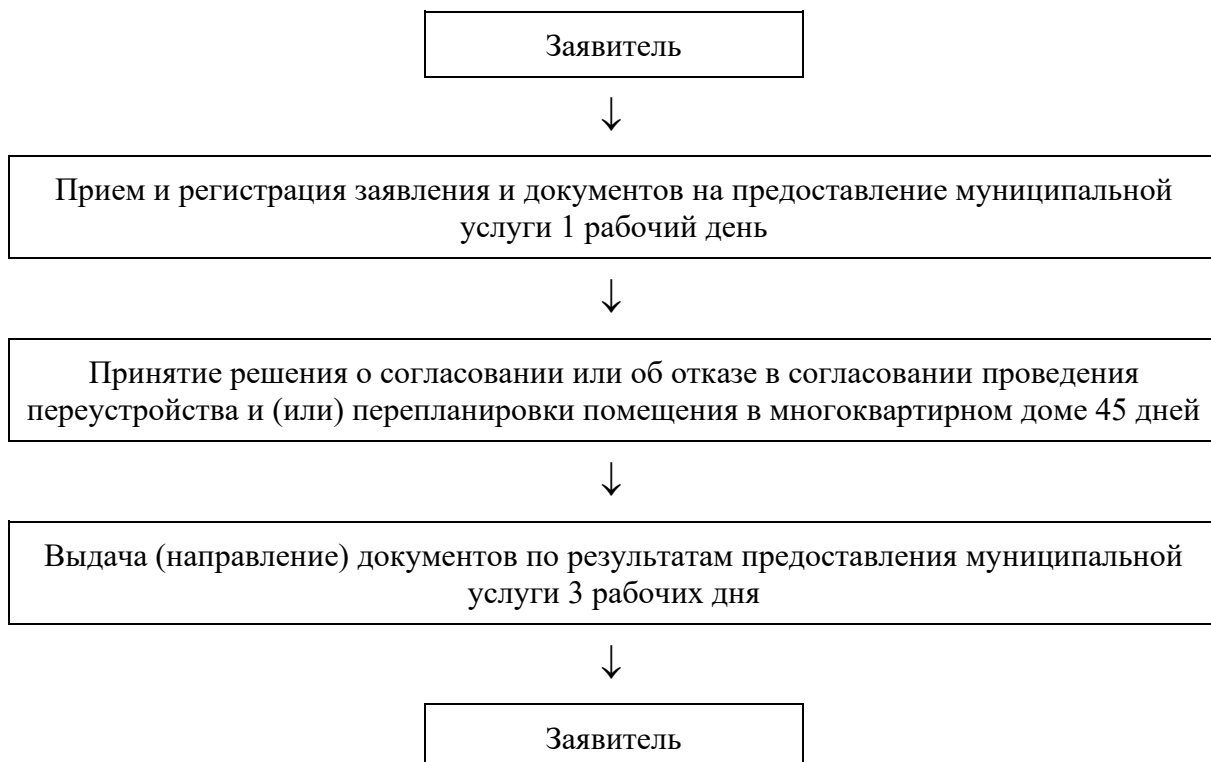 Заявитель
↓
Прием и регистрация заявления и документов на предоставление муниципальной
услуги 1 рабочий день
↓
Принятие решения о согласовании или об отказе в согласовании проведения
переустройства и (или) перепланировки помещения в многоквартирном доме 45 дней
↓
Выдача (направление) документов по результатам предоставления муниципальной
услуги 3 рабочих дня
↓
Заявитель